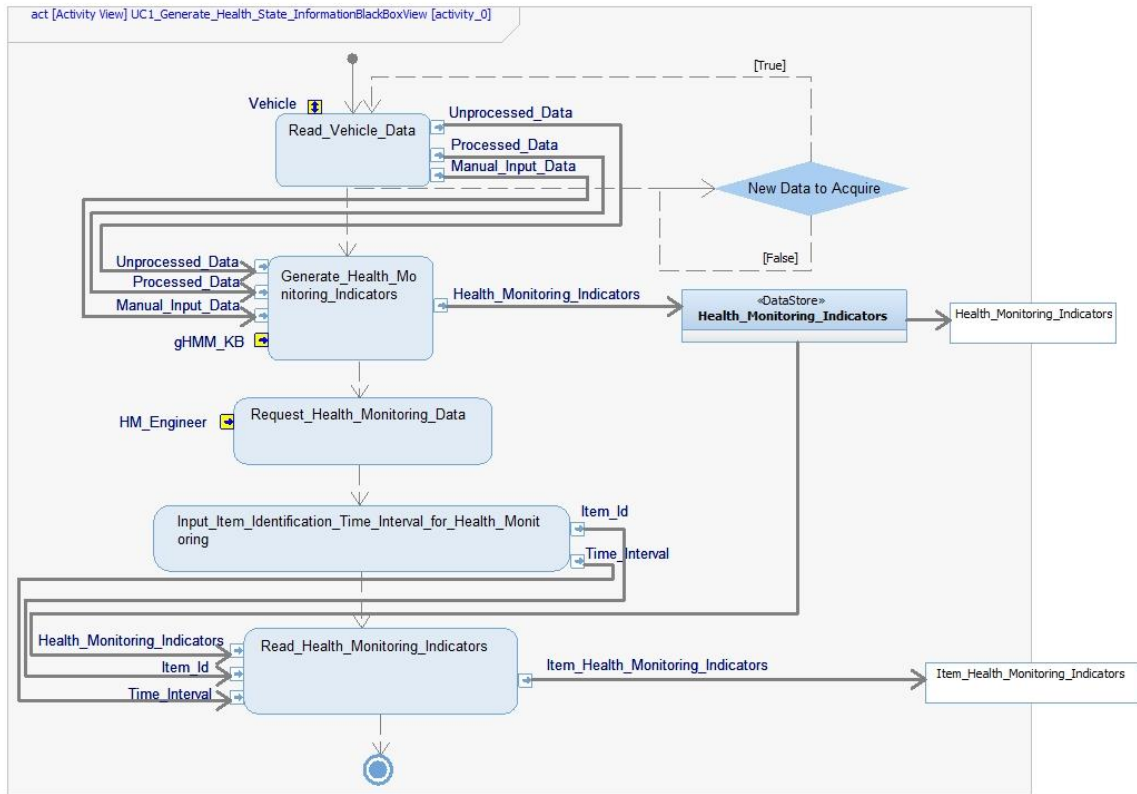 act [Activity View] UC1_Generate_Health_State_InformationBlackBoxView [activity_0]
[True]
Vehicle
Read_Vehicle_Data
Unprocessed_Data
Processed_Data
Manual_Input_Data
New Data to Acquire
[False]
Unprocessed_Data
Processed_Data
Manual_Input_Data
gHMM_KB
Generate_Health_Mo
nitoring_Indicators
Health_Monitoring_Indicators
«DataStore»
Health_Monitoring_Indicators
Health_Monitoring_Indicators
HM_Engineer
Request_Health_Monitoring_Data
Input_Item_Identification_Time_Interval_for_Health_Monit
oring
Item_Id
Time_Interval
Health_Monitoring_Indicators
Item_Id
Time_Interval
Read_Health_Monitoring_Indicators
Item_Health_Monitoring_Indicators
Item_Health_Monitoring_Indicators